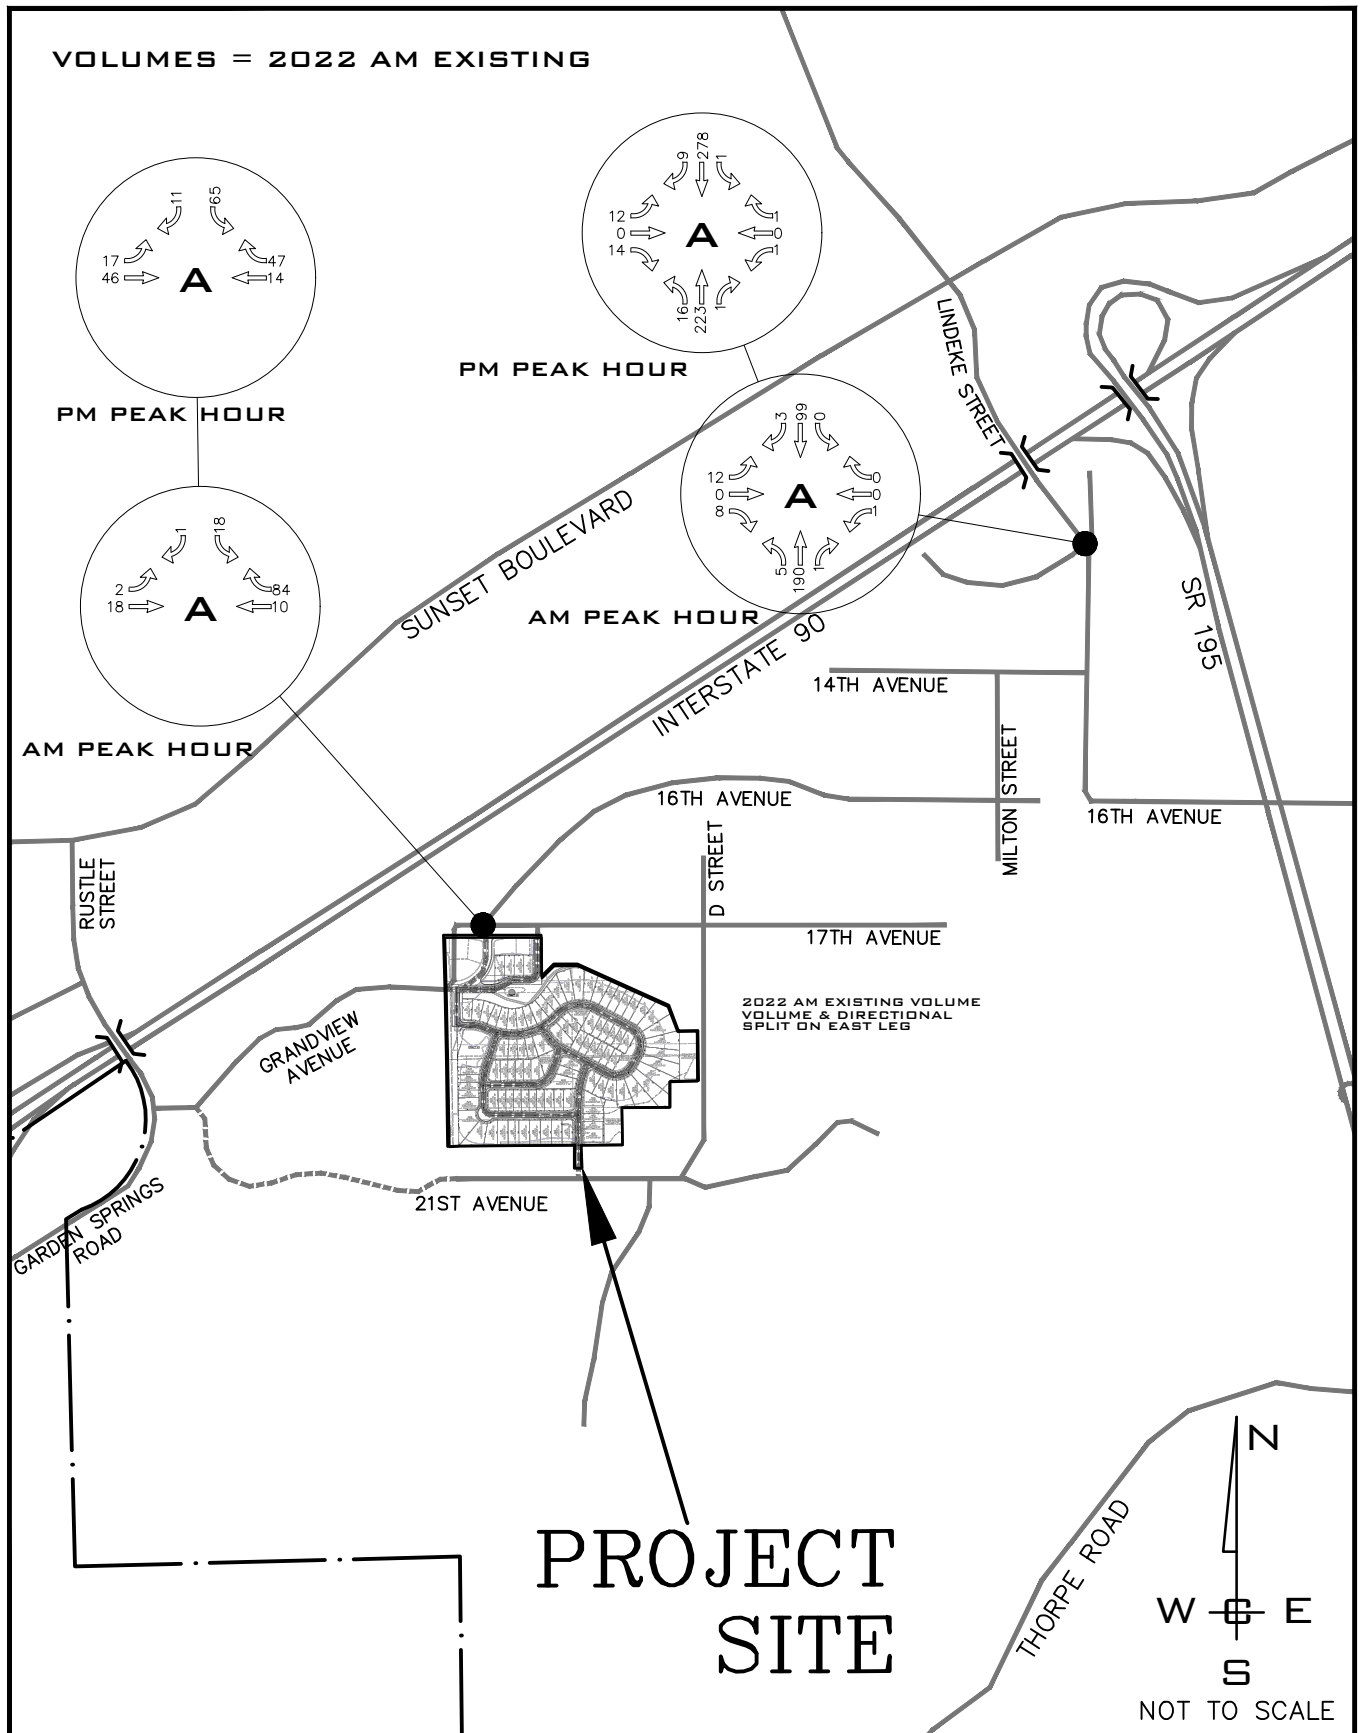 VOLUMES = 2022 AM EXISTING
11
65
17
46
47
14
A
PM PEAK HOUR
9
278
1
12
0
14
1
0
1
A
16
223
1
PM PEAK HOUR
3
99
0
12
0
8
0
0
1
A
5
190
1
AM PEAK HOUR
1
18
2
18
84
10
A
AM PEAK HOUR
LINDEKE STREET
SUNSET BOULEVARD
INTERSTATE 90
SR 195
14TH AVENUE
MILTON STREET
16TH AVENUE
16TH AVENUE
D STREET
RUSTLE
STREET
17TH AVENUE
2022 AM EXISTING VOLUME
VOLUME & DIRECTIONAL
SPLIT ON EAST LEG
GRANDVIEW
AVENUE
21ST AVENUE
GARDEN SPRINGS
ROAD
PROJECT
SITE
THORPE ROAD
N
W
E
S
NOT TO SCALE